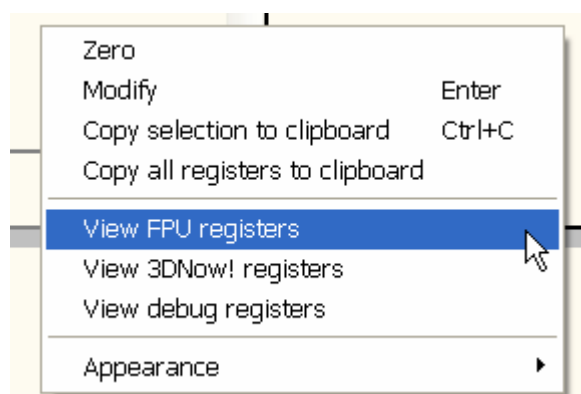 Zero
Modify Enter
Copy selection to clipboard Ctrl+C
Copy all registers to clipboard
View FPU registers
View 3DNow! registers
View debug registers
Appearance